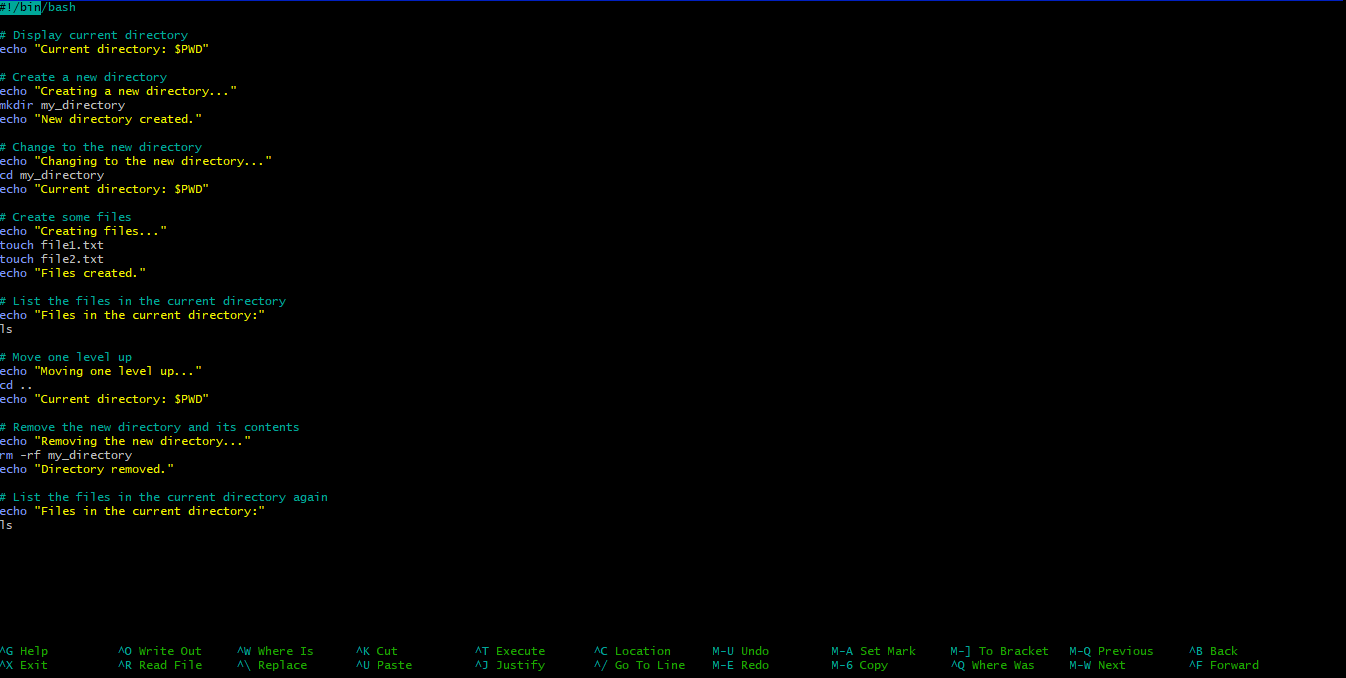 #!/bin/bash

# Display current directory
echo "Current directory: $PWD"

# Create a new directory
echo "Creating a new directory..."
mkdir my_directory
echo "New directory created."

# Change to the new directory
echo "Changing to the new directory..."
cd my_directory
echo "Current directory: $PWD"

# Create some files
echo "Creating files..."
touch file1.txt
touch file2.txt
echo "Files created."

# List the files in the current directory
echo "Files in the current directory:"
ls

# Move one level up
echo "Moving one level up..."
cd ..
echo "Current directory: $PWD"

# Remove the new directory and its contents
echo "Removing the new directory..."
rm -rf my_directory
echo "Directory removed."

# List the files in the current directory again
echo "Files in the current directory:"
ls

^G Help ^O Write Out ^W Where Is ^K Cut ^T Execute ^C Location M-U Undo M-A Set Mark M-] To Bracket M-Q Previous ^B Back
^X Exit ^R Read File ^\ Replace ^U Paste ^J Justify ^/ Go To Line M-E Redo M-6 Copy ^Q Where Was M-W Next ^F Forward